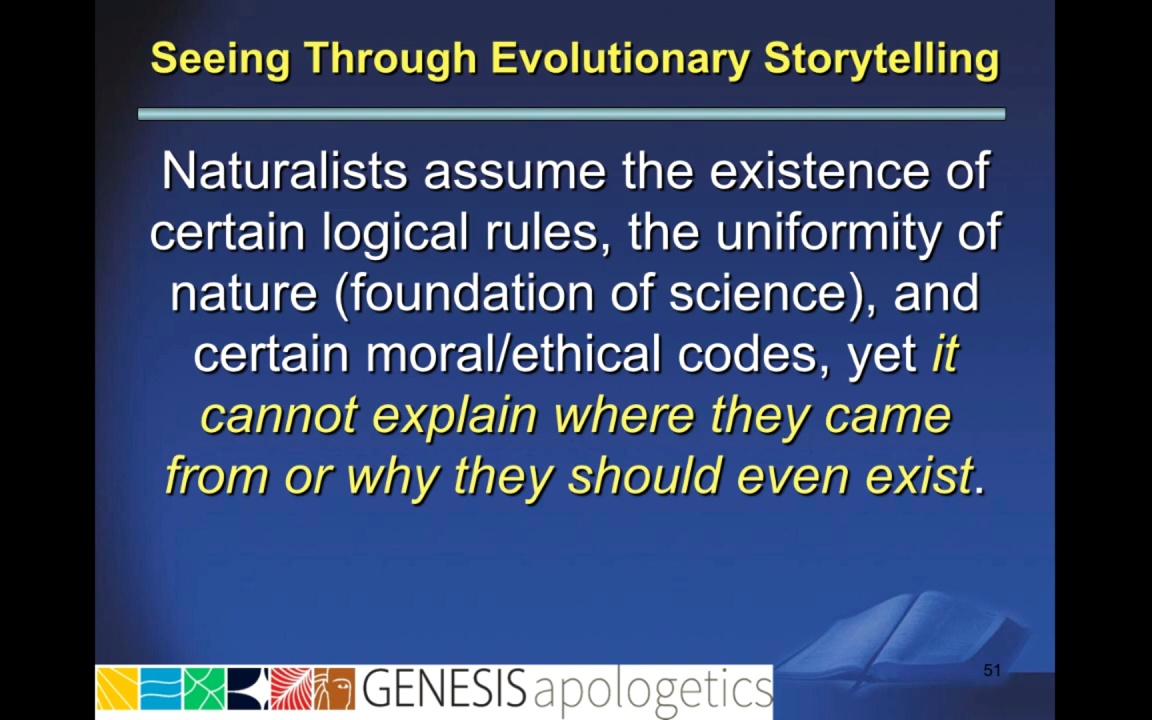 Seeing Through Evolutionary Storytelling
Naturalists assume the existence of
certain logical rules, the uniformity of
nature (foundation of science), and
certain moral/ethical codes, yet it
cannot explain where they came
from or why they should even exist.
51
GENESIS apologetics